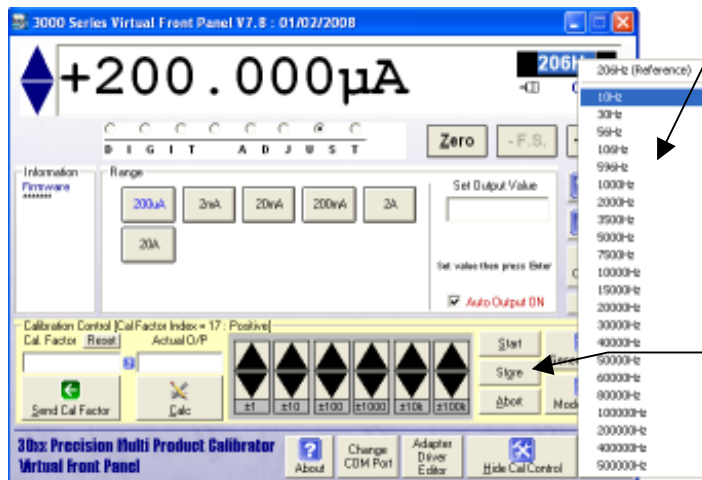 3000 Series Virtual Front Panel V7.8 : 01/02/2008
+200.000µA
206Hz
DIGIT ADJUST
Zero
- F.S.
Information
Firmware
*******
Range
200uA
2mA
20mA
200mA
2A
20A
Set Output Value
Set value then press Enter
Auto Output ON
Calibration Control [Cal Factor Index = 17 : Positive]
Cal. Factor
Reset
Actual O/P
Send Cal Factor
Calc
±1
±10
±100
±1000
±10k
±100k
Start
Store
Abort
30xx Precision Multi Product Calibrator
Virtual Front Panel
About
Change
COM Port
Adapter
Driver
Editor
Hide Cal Control
206Hz (Reference)
10Hz
30Hz
56Hz
106Hz
596Hz
1000Hz
2000Hz
3500Hz
5000Hz
7500Hz
10000Hz
15000Hz
20000Hz
30000Hz
40000Hz
50000Hz
60000Hz
80000Hz
100000Hz
200000Hz
400000Hz
500000Hz